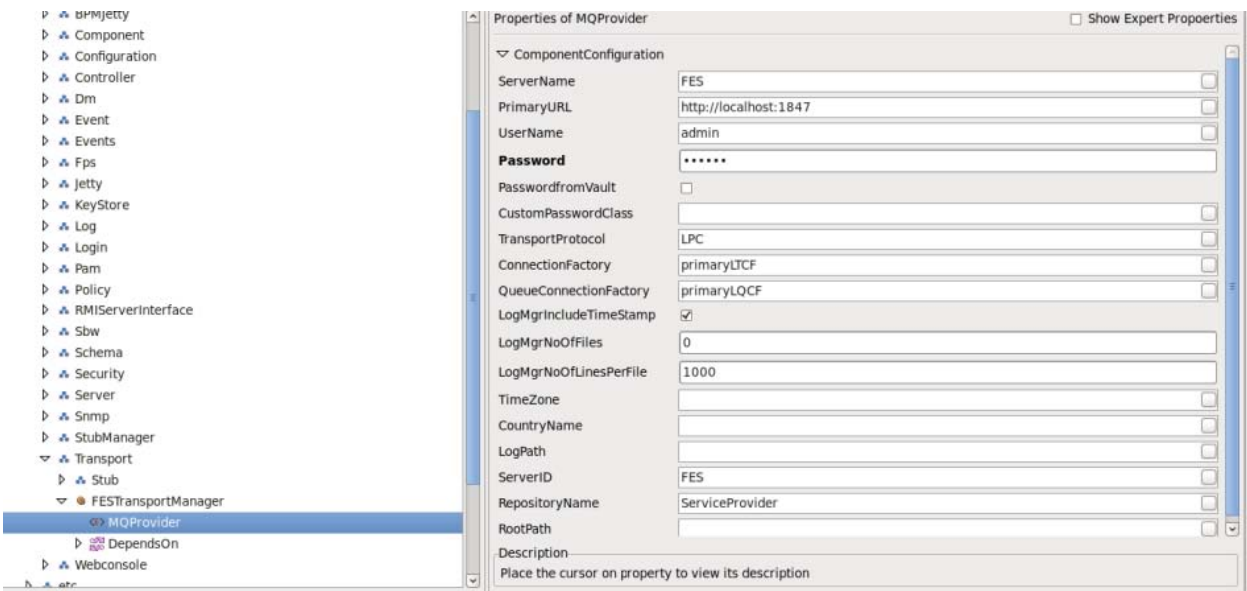 BPMJetty
Component
Configuration
Controller
Dm
Event
Events
Fps
Jetty
KeyStore
Log
Login
Pam
Policy
RMIServerInterface
Sbw
Schema
Security
Server
Snmp
StubManager
Transport
Stub
FESTransportManager
MQProvider
DependsOn
Webconsole
etc
Properties of MQProvider
Show Expert Propoerties
ComponentConfiguration
ServerName FES
PrimaryURL http://localhost:1847
UserName admin
Password ••••••
PasswordfromVault
CustomPasswordClass
TransportProtocol LPC
ConnectionFactory primaryLTCF
QueueConnectionFactory primaryLQCF
LogMgrIncludeTimeStamp
LogMgrNoOfFiles 0
LogMgrNoOfLinesPerFile 1000
TimeZone
CountryName
LogPath
ServerID FES
RepositoryName ServiceProvider
RootPath
Description
Place the cursor on property to view its description